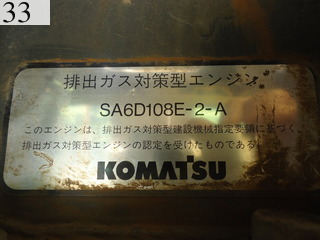 33
排出ガス対策型エンジン
SA6D108E-2-A
このエンジンは、排出ガス対策型建設機械指定要領に基づく、
排出ガス対策型エンジンの認定を受けたものである。
KOMATSU